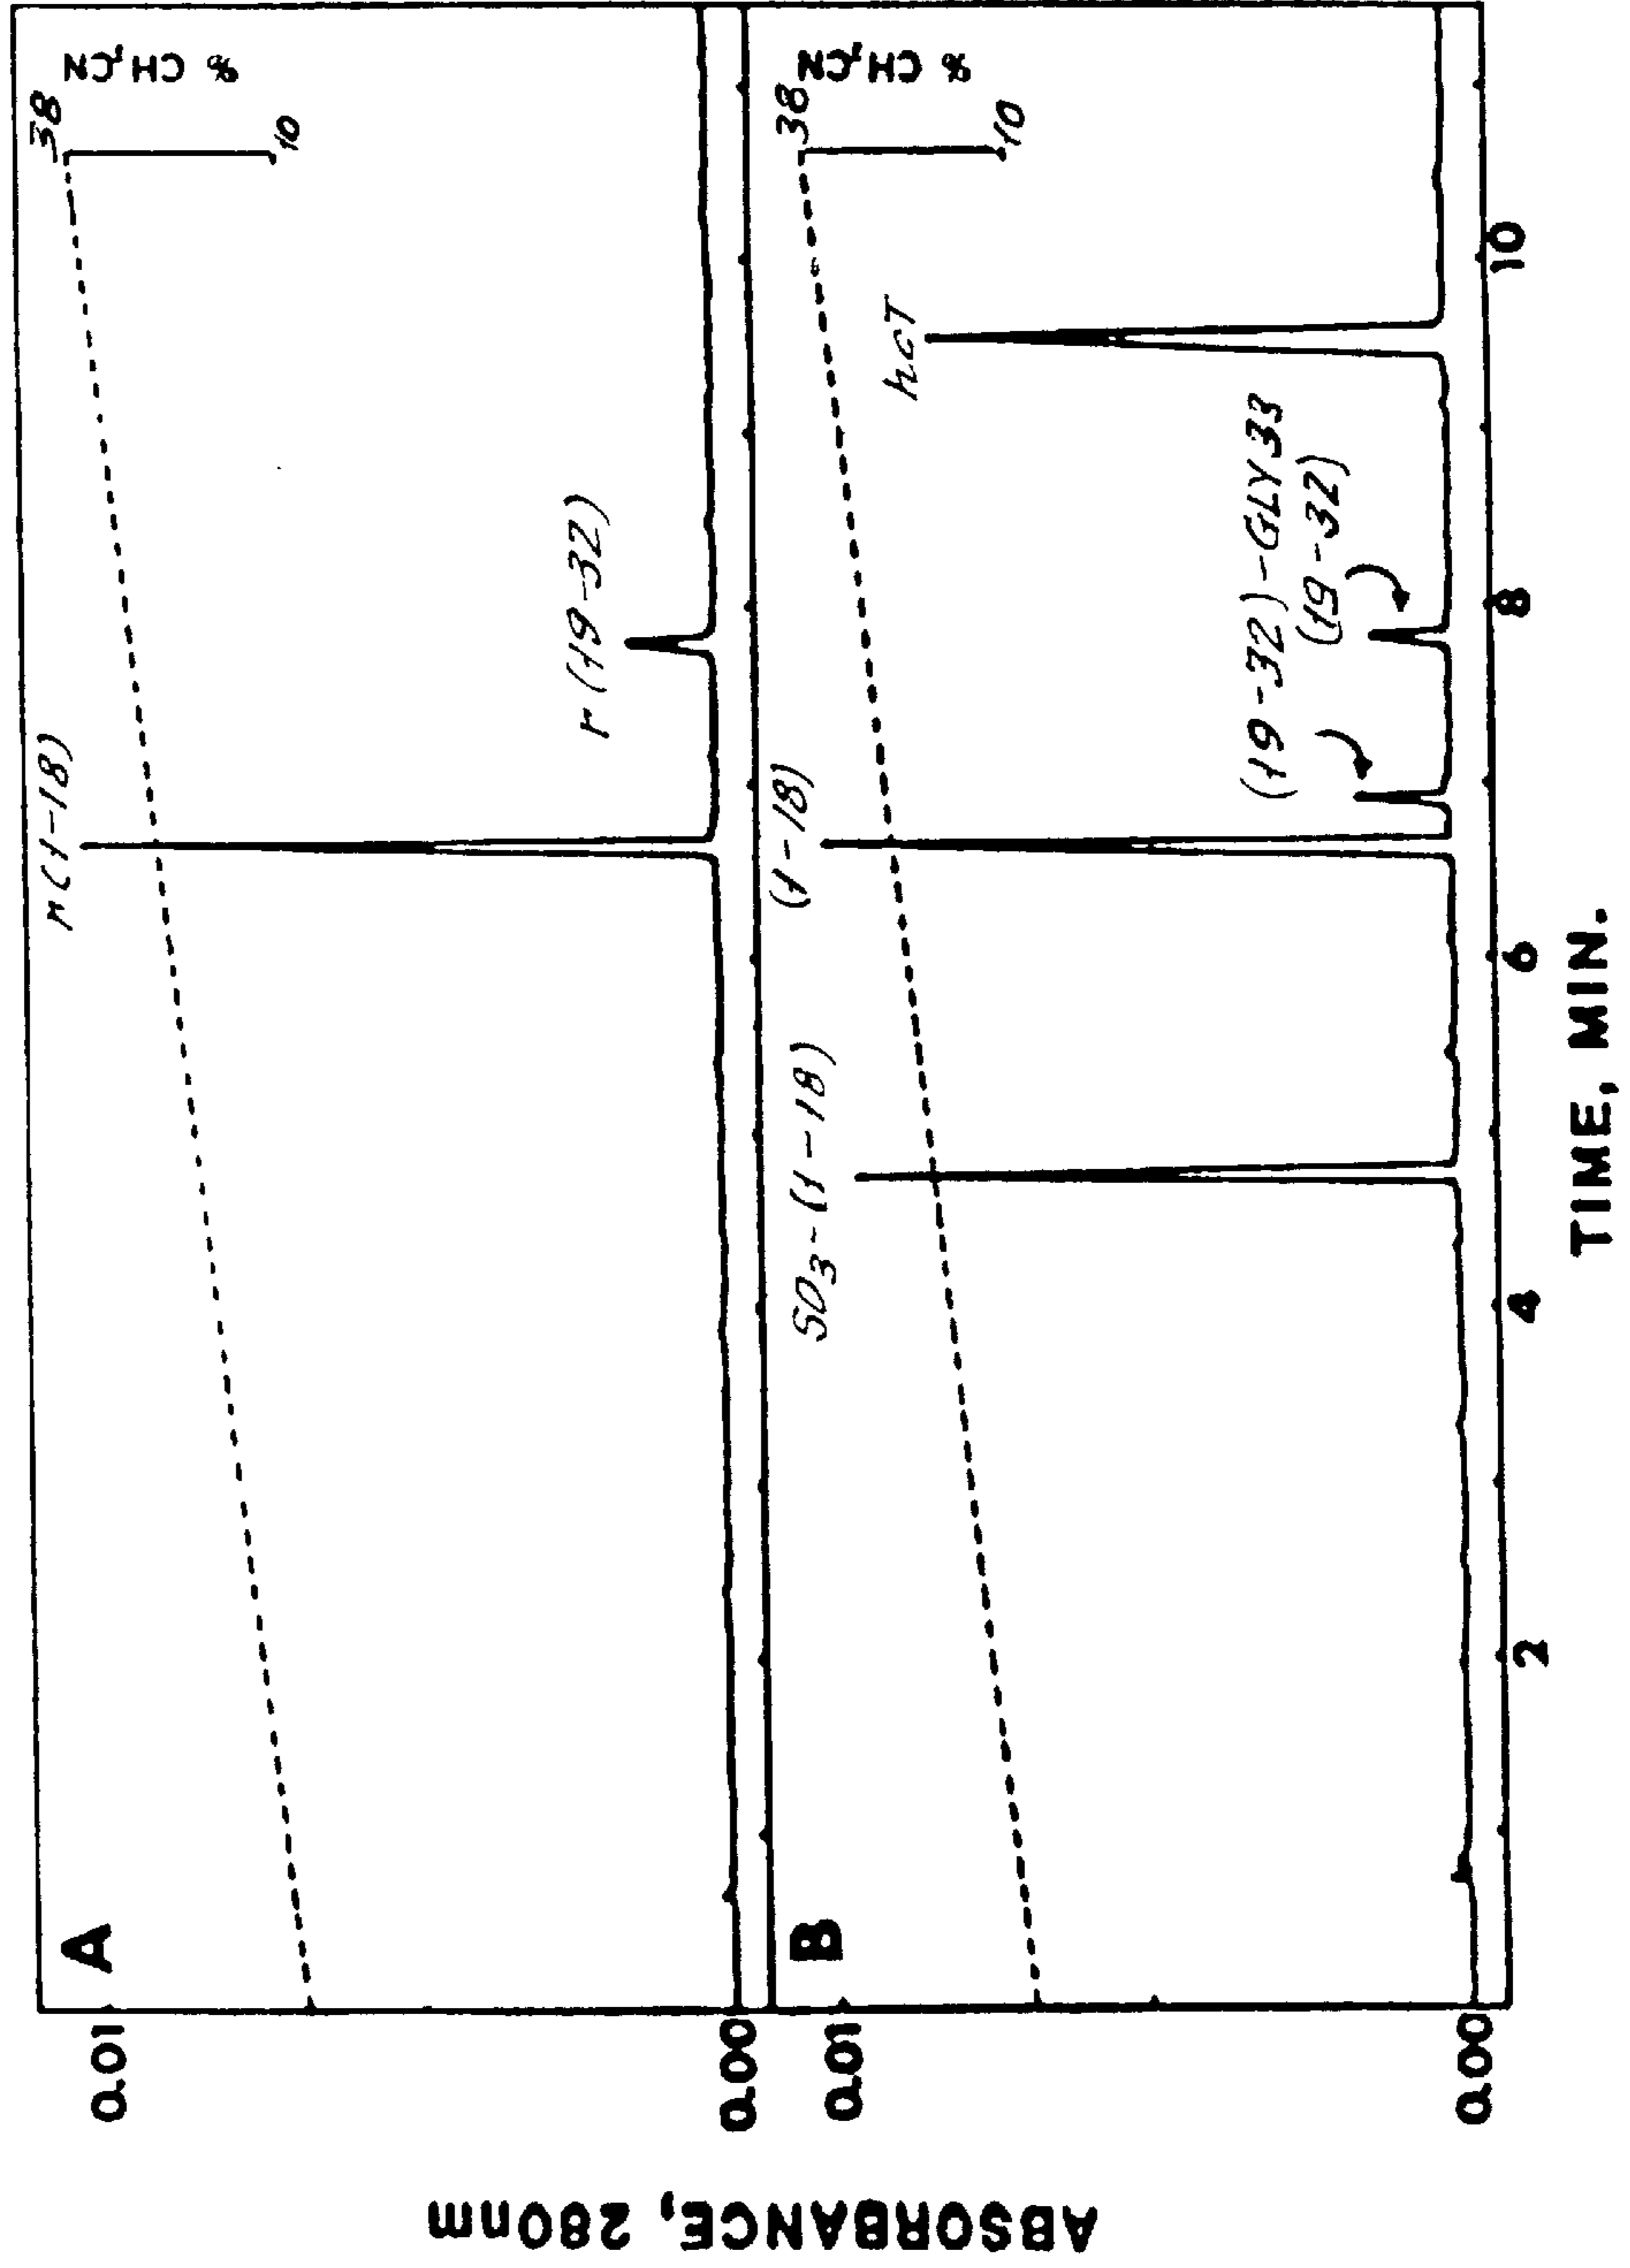 ABSORBANCE, 280nm
0.01
0.00
A
r(1-18)
r(19-32)
38
10
% CH3CN
0.01
0.00
B
SO3-(1-18)
(1-18)
(19-32)-GLY33
(19-32)
hCT
38
10
% CH3CN
2
4
6
8
10
TIME, MIN.